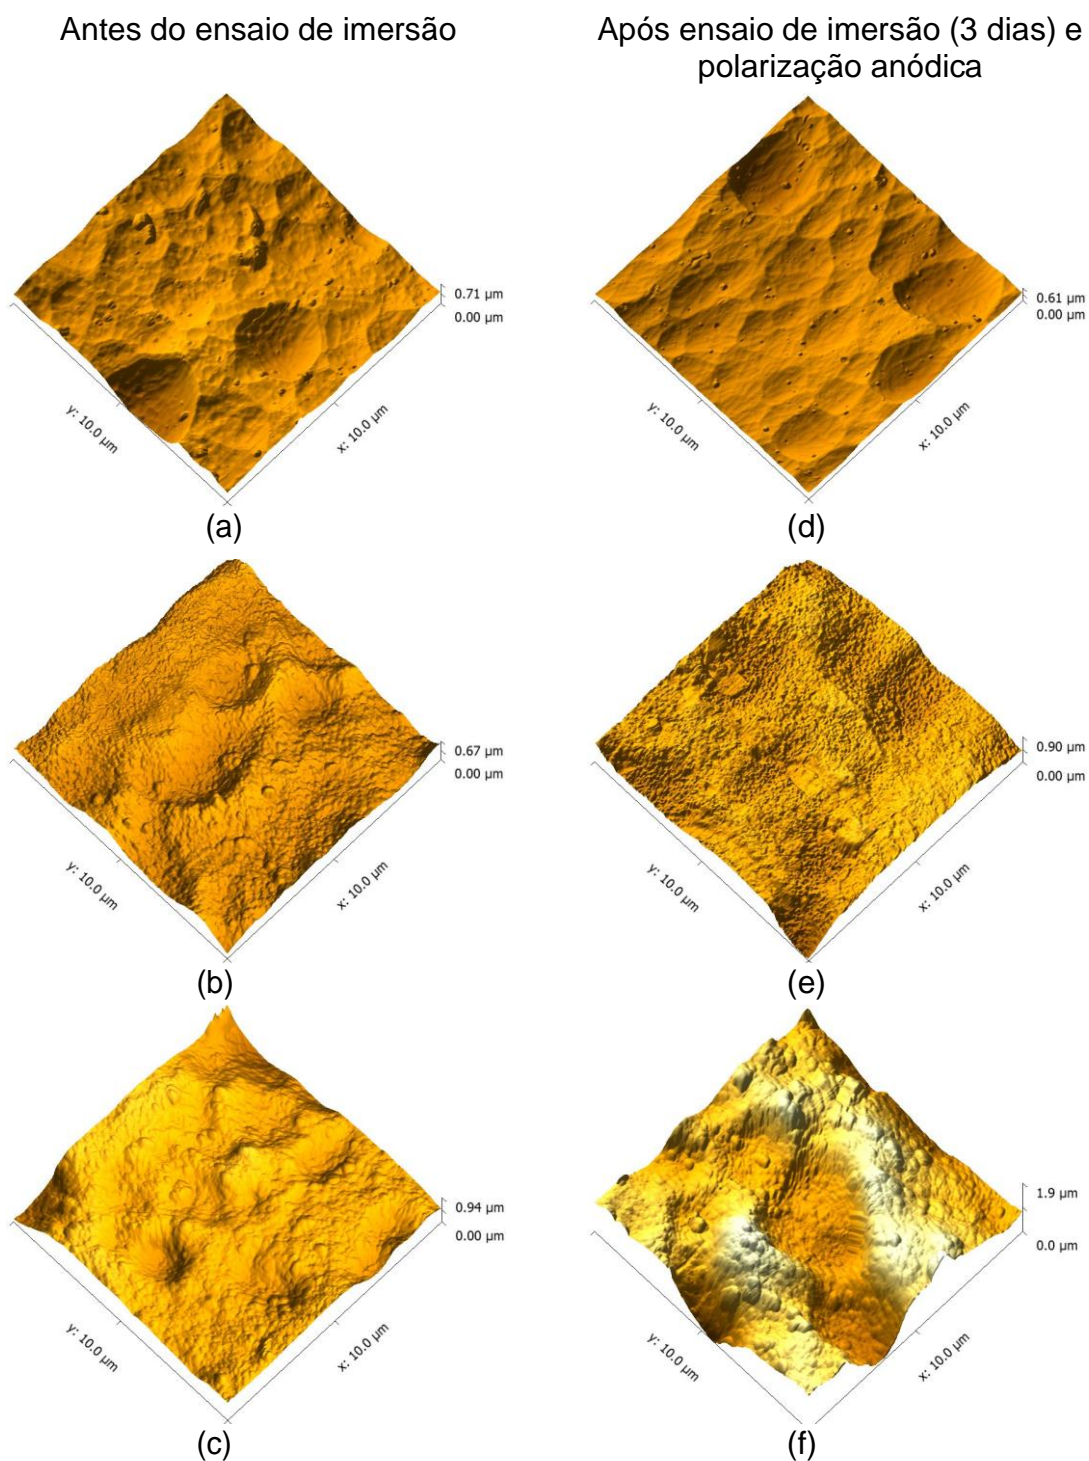 Antes do ensaio de imersão
Após ensaio de imersão (3 dias) e
polarização anódica
0.71 µm
0.00 µm
y: 10.0 µm
x: 10.0 µm
(a)
0.61 µm
0.00 µm
y: 10.0 µm
x: 10.0 µm
(d)
0.67 µm
0.00 µm
y: 10.0 µm
x: 10.0 µm
(b)
0.90 µm
0.00 µm
y: 10.0 µm
x: 10.0 µm
(e)
0.94 µm
0.00 µm
y: 10.0 µm
x: 10.0 µm
(c)
1.9 µm
0.0 µm
y: 10.0 µm
x: 10.0 µm
(f)